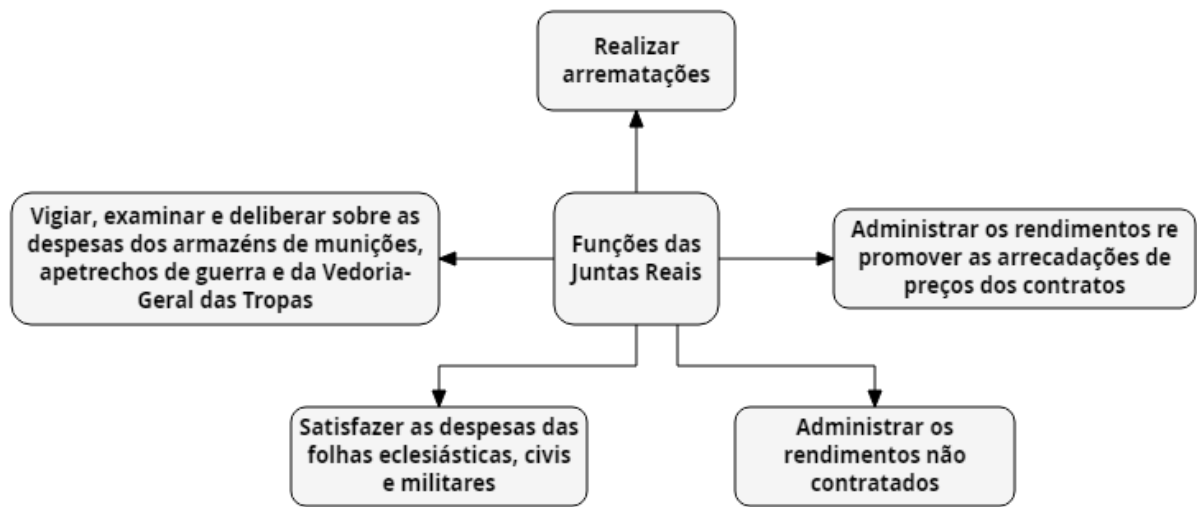 Realizar
arrematações
Vigiar, examinar e deliberar sobre as
despesas dos armazéns de munições,
apetrechos de guerra e da Vedoria-
Geral das Tropas
Funções das
Juntas Reais
Administrar os rendimentos re
promover as arrecadações de
preços dos contratos
Satisfazer as despesas das
folhas eclesiásticas, civis
e militares
Administrar os
rendimentos não
contratados